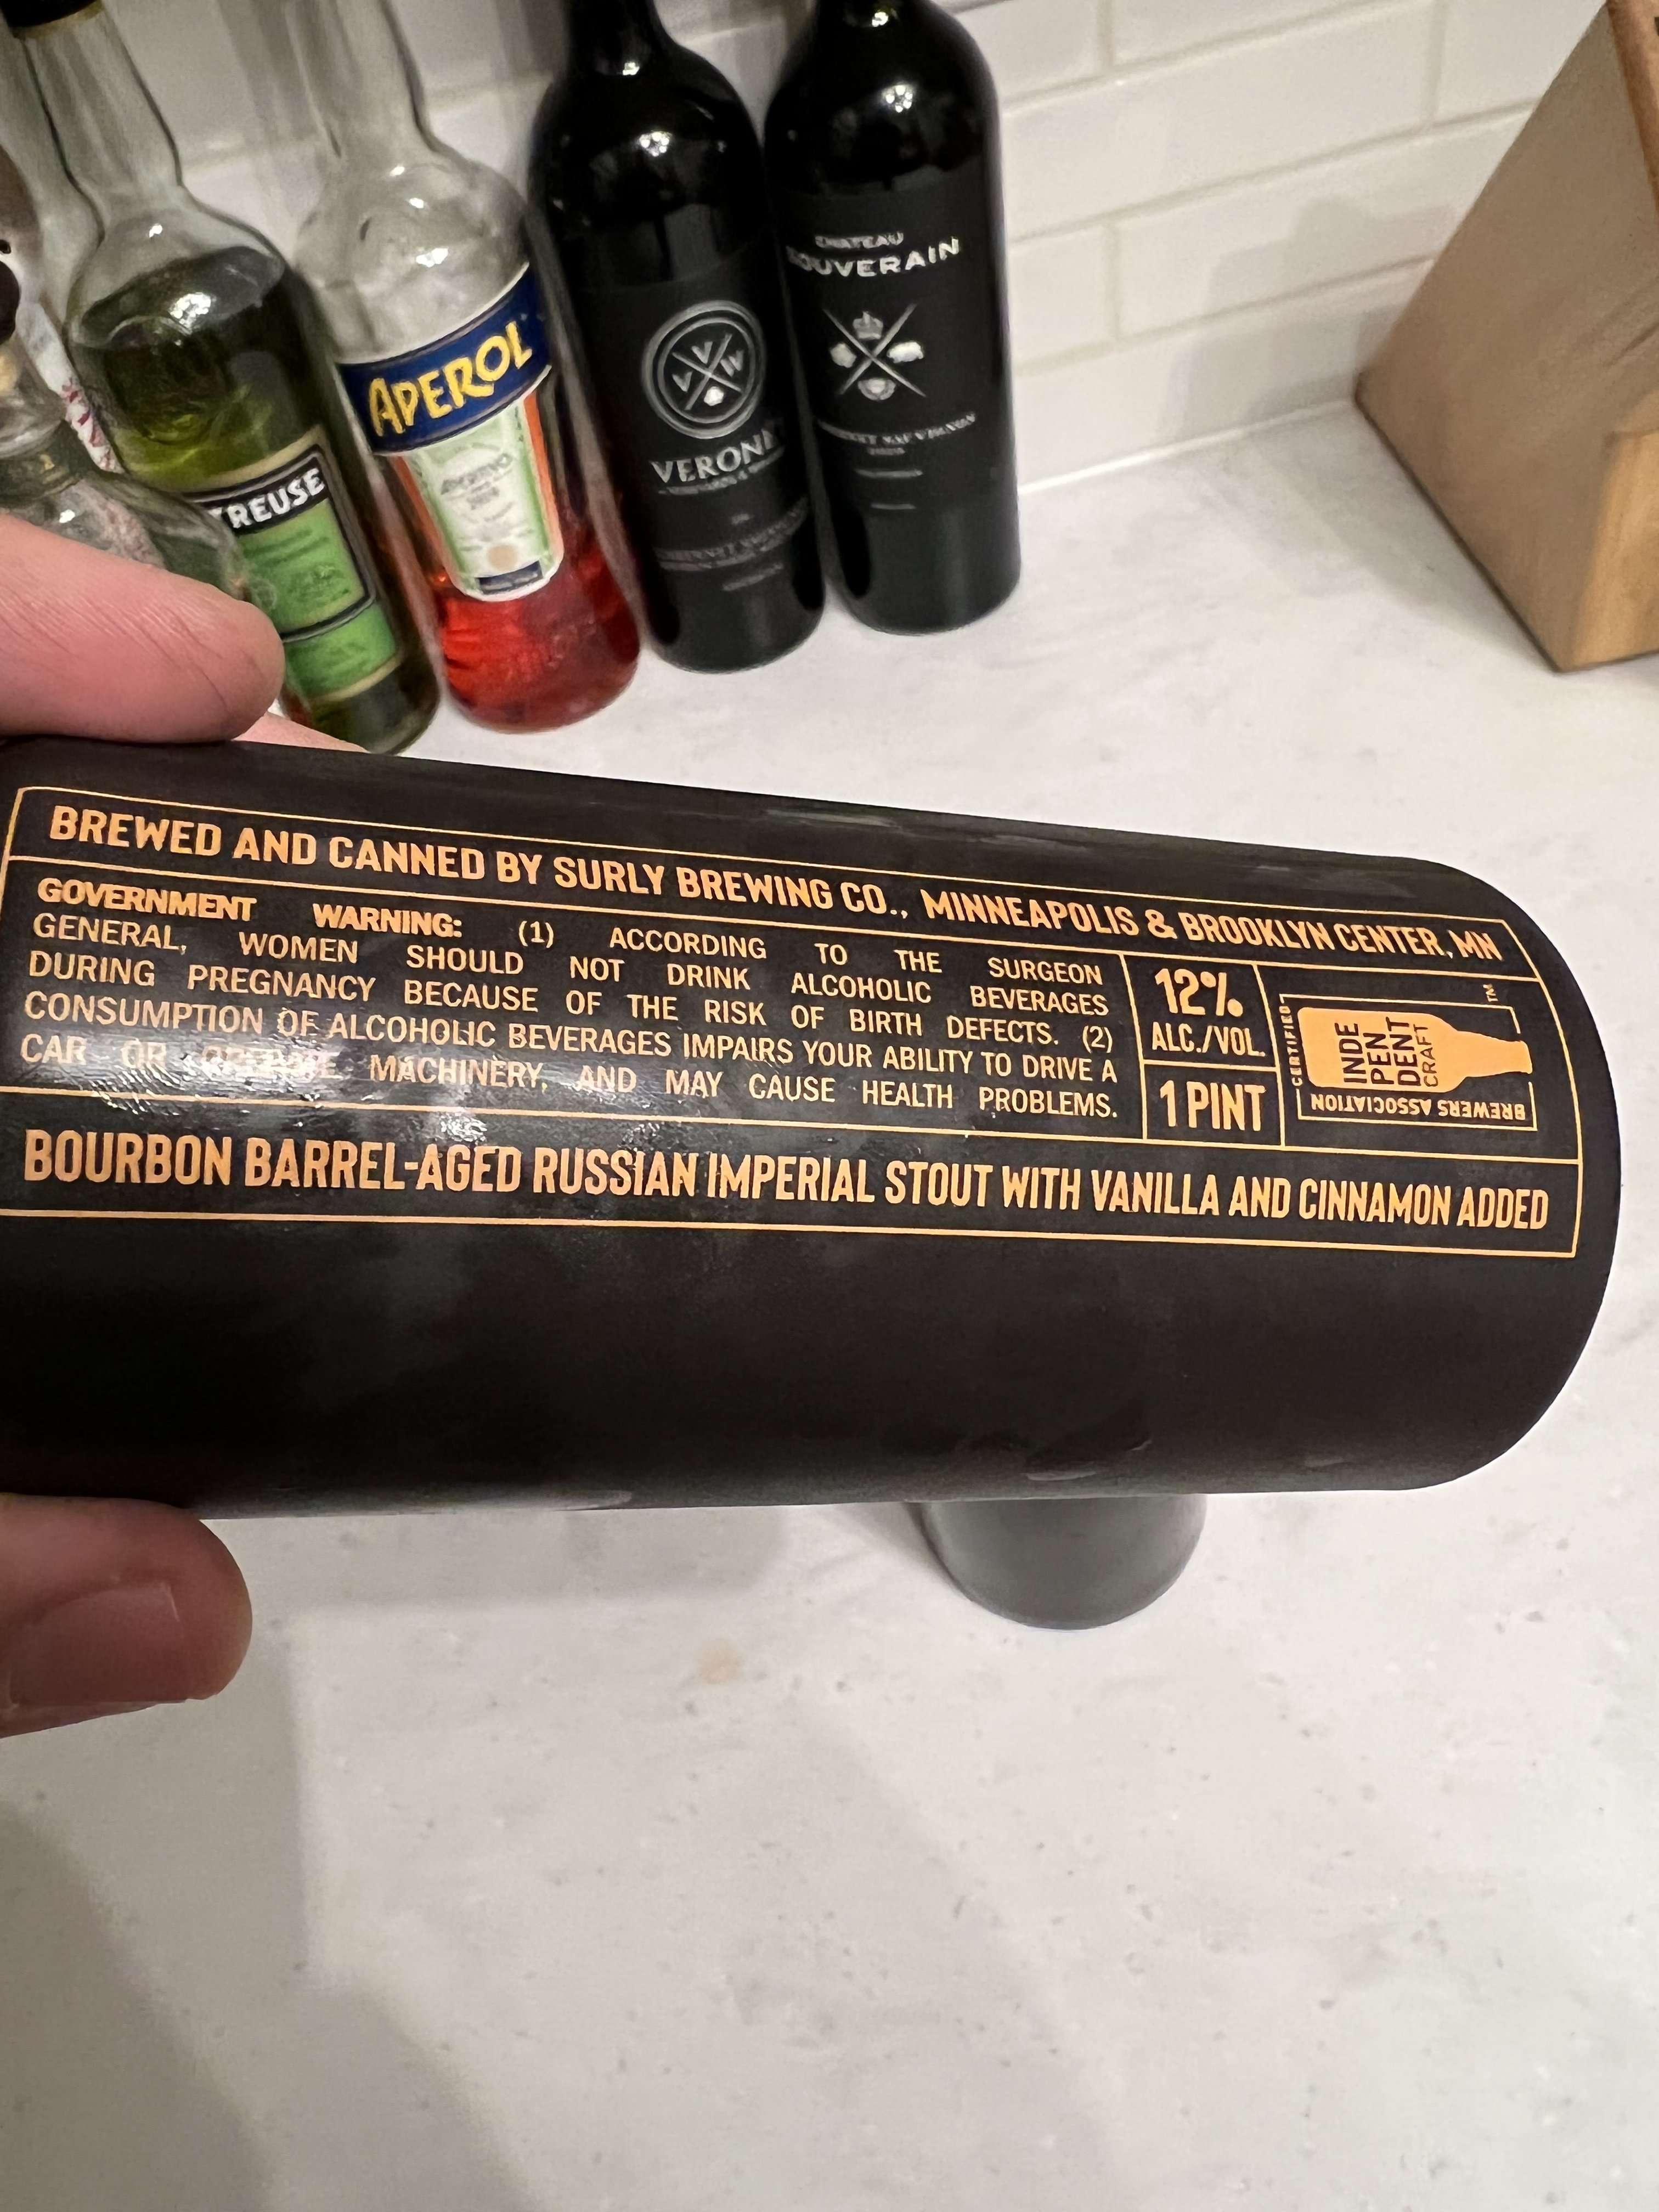 TREUSE
APEROL
VVW
VERON
CHATEAU
SOUVERAIN
BREWED AND CANNED BY SURLY BREWING CO., MINNEAPOLIS & BROOKLYN CENTER, MN
GOVERNMENT WARNING: (1) ACCORDING TO THE SURGEON
GENERAL, WOMEN SHOULD NOT DRINK ALCOHOLIC BEVERAGES
DURING PREGNANCY BECAUSE OF THE RISK OF BIRTH DEFECTS. (2)
CONSUMPTION OF ALCOHOLIC BEVERAGES IMPAIRS YOUR ABILITY TO DRIVE A
CAR OR OPERATE MACHINERY, AND MAY CAUSE HEALTH PROBLEMS.
12%
ALC./VOL.
1 PINT
CERTIFIED
INDE
PEN
DENT
CRAFT
TM
BREWERS ASSOCIATION
BOURBON BARREL-AGED RUSSIAN IMPERIAL STOUT WITH VANILLA AND CINNAMON ADDED